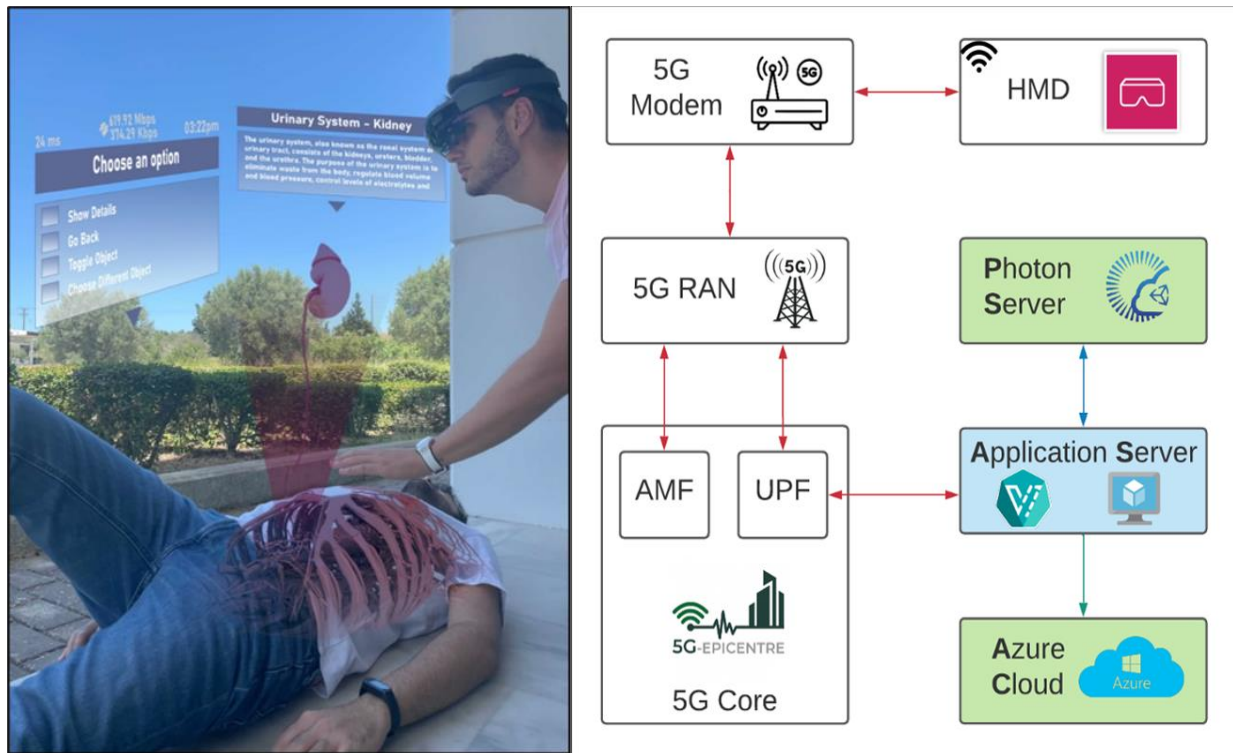 24 ms
619.92 Mbps
374.29 Kbps
03:22pm
Choose an option
Show Details
Go Back
Toggle Object
Choose Different Object
Urinary System - Kidney
The urinary system, also known as the renal system or
urinary tract, consists of the kidneys, ureters, bladder,
and the urethra. The purpose of the urinary system is to
eliminate waste from the body, regulate blood volume
and blood pressure, control levels of electrolytes and
5G
Modem
5G
HMD
5G RAN
5G
Photon
Server
AMF
UPF
Application Server
5G-EPICENTRE
5G Core
Azure
Cloud
Azure